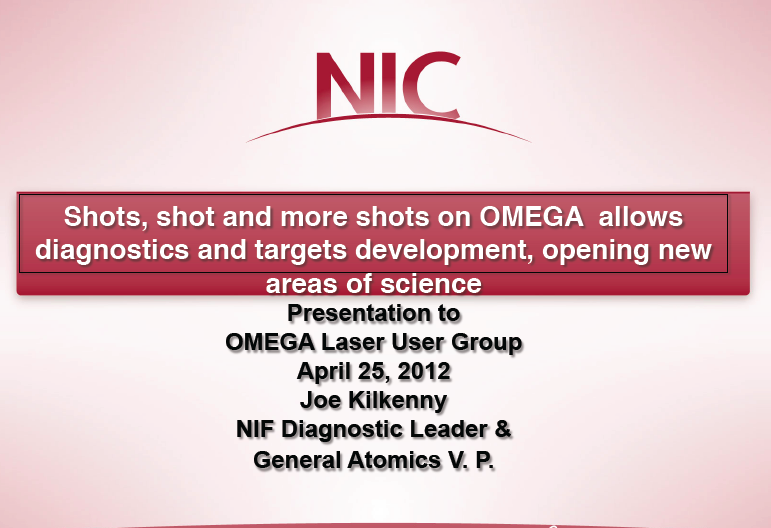 NIC
Shots, shot and more shots on OMEGA  allows
diagnostics and targets development, opening new
areas of science
Presentation to
OMEGA Laser User Group
April 25, 2012
Joe Kilkenny
NIF Diagnostic Leader &
General Atomics V. P.